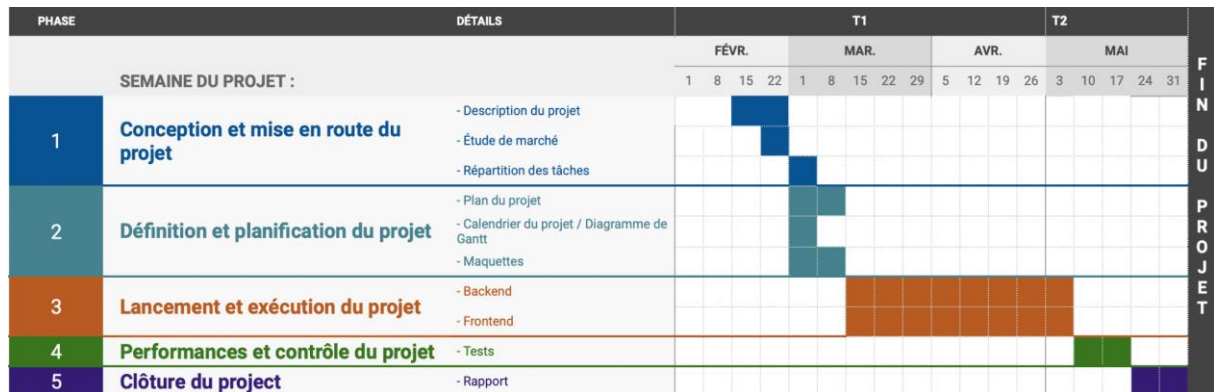 PHASE DÉTAILS T1 T2
FÉVR. MAR. AVR. MAI
SEMAINE DU PROJET : 1 8 15 22 1 8 15 22 29 5 12 19 26 3 10 17 24 31
1
Conception et mise en route du
projet
- Description du projet
- Étude de marché
- Répartition des tâches
2
Définition et planification du projet
- Plan du projet
- Calendrier du projet / Diagramme de
Gantt
- Maquettes
3
Lancement et exécution du projet
- Backend
- Frontend
4
Performances et contrôle du projet
- Tests
5
Clôture du project
- Rapport
FIN DU PROJET